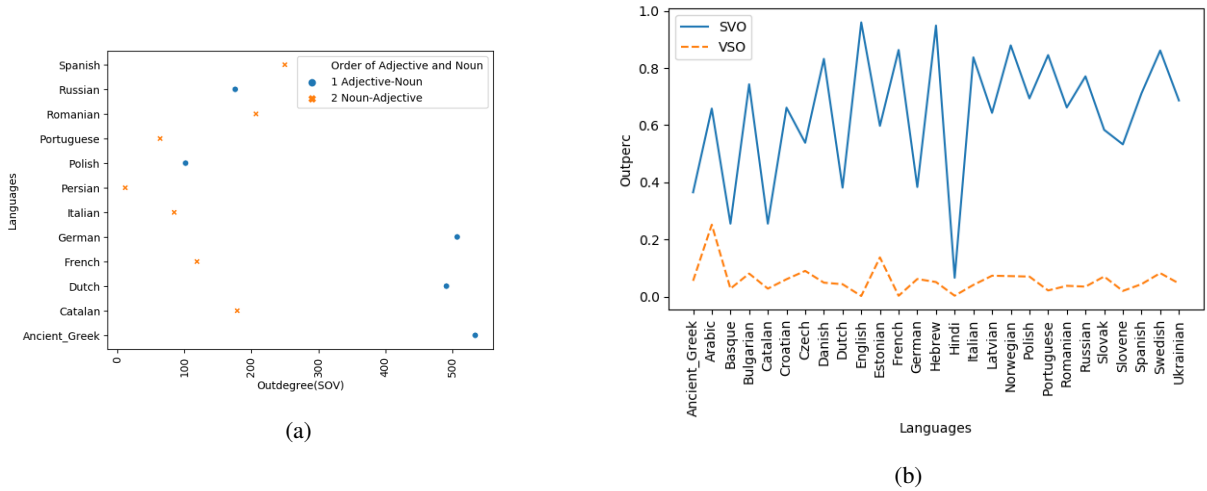 Spanish
Russian
Romanian
Portuguese
Polish
Persian
Italian
German
French
Dutch
Catalan
Ancient_Greek
Languages
Order of Adjective and Noun
1 Adjective-Noun
2 Noun-Adjective
0
100
200
300
400
500
Outdegree(SOV)
(a)
1.0
0.8
0.6
0.4
0.2
0.0
Outperc
SVO
VSO
Ancient_Greek
Arabic
Basque
Bulgarian
Catalan
Croatian
Czech
Danish
Dutch
English
Estonian
French
German
Hebrew
Hindi
Italian
Latvian
Norwegian
Polish
Portuguese
Romanian
Russian
Slovak
Slovene
Spanish
Swedish
Ukrainian
Languages
(b)